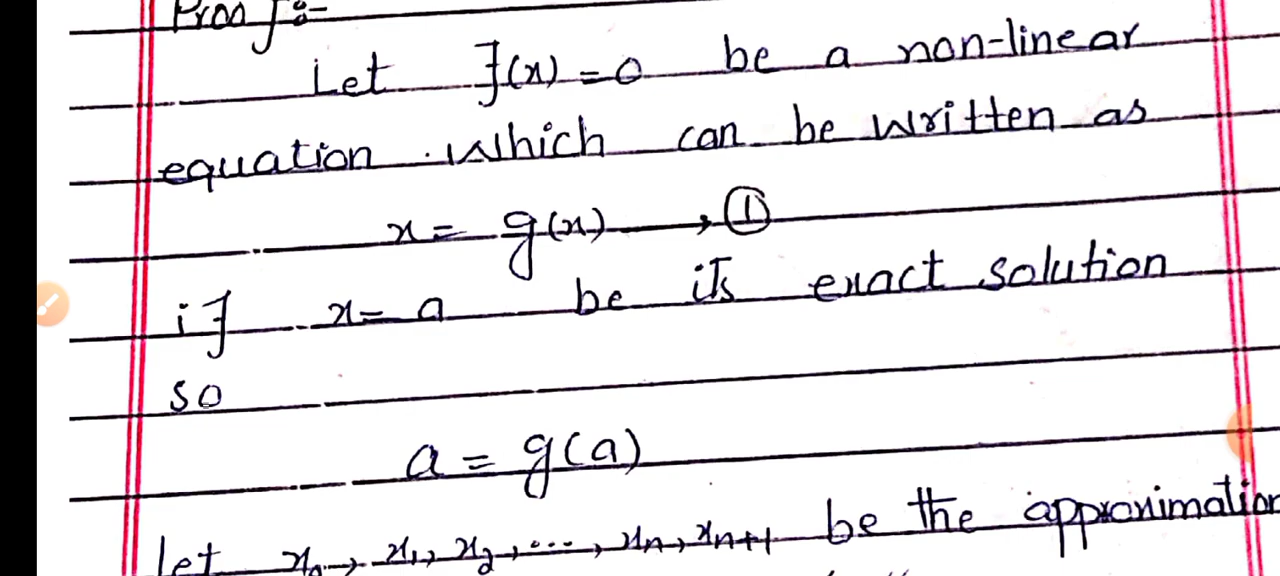 Proof:-
Let f(x) = 0 be a non-linear
equation which can be written as
x = g(x) → ①
if x = a be its exact solution
so
a = g(a)
let x₀, x₁, x₂, ..., xₙ, xₙ₊₁ be the approximation